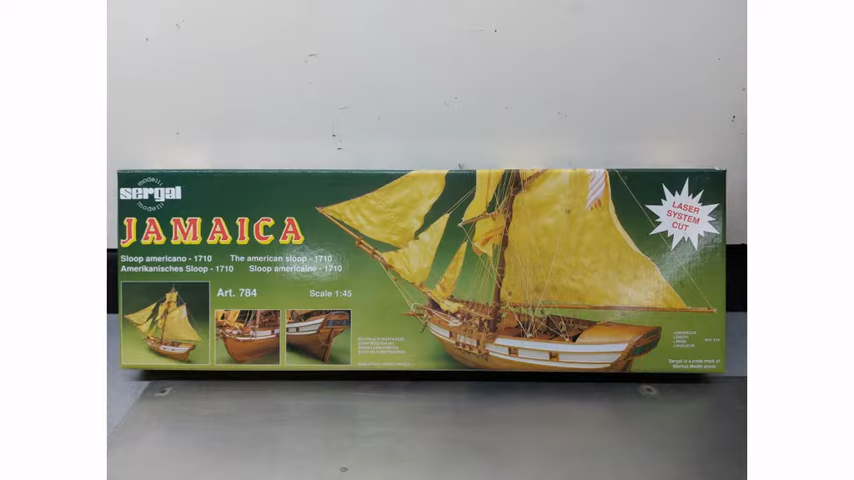 modelli
sergal
modelli
JAMAICA
Sloop americano - 1710 The american sloop - 1710
Amerikanisches Sloop - 1710 Sloop americaine - 1710
Art. 784 Scale 1:45
LASER
SYSTEM
CUT
Sergal is a trade mark of
Mantua Model group